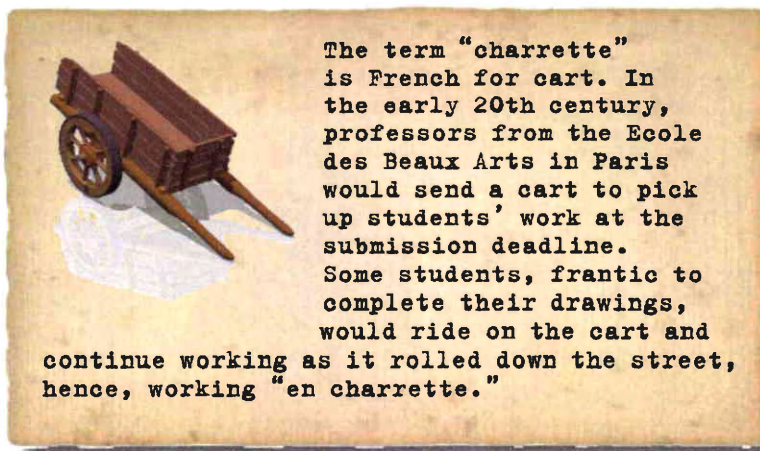 The term “charrette”
is French for cart. In
the early 20th century,
professors from the Ecole
des Beaux Arts in Paris
would send a cart to pick
up students’ work at the
submission deadline.
Some students, frantic to
complete their drawings,
would ride on the cart and
continue working as it rolled down the street,
hence, working “en charrette.”